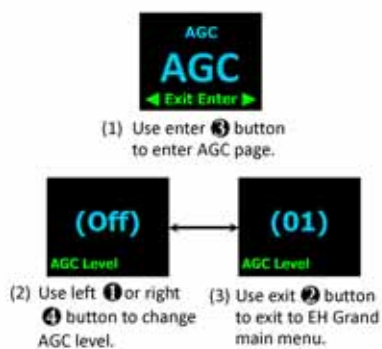 AGC
AGC
◀ Exit Enter ▶
(1) Use enter ❸ button
to enter AGC page.
(Off)
AGC Level
(01)
AGC Level
(2) Use left ❶ or right
❹ button to change
AGC level.
(3) Use exit ❷ button
to exit to EH Grand
main menu.